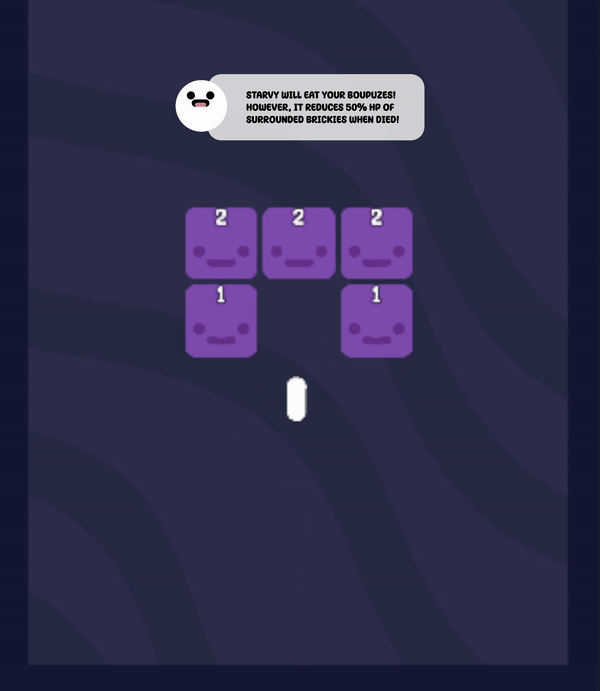 STARVY WILL EAT YOUR BOUPUZES!
HOWEVER, IT REDUCES 50% HP OF
SURROUNDED BRICKIES WHEN DIED!
2 2 2
1 1